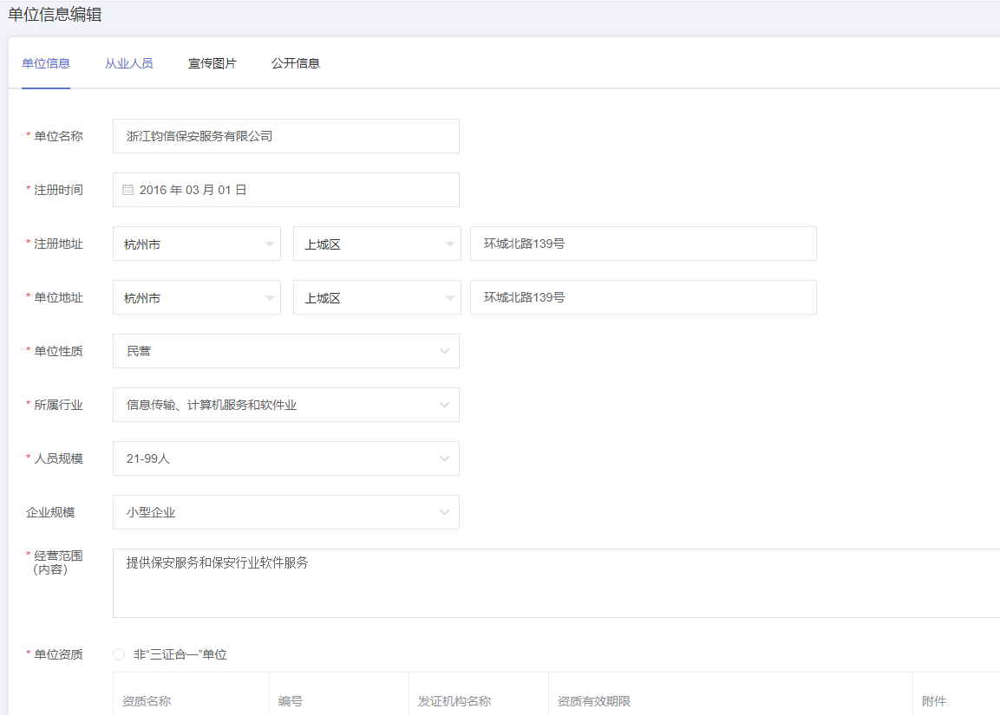 单位信息编辑
单位信息 从业人员 宣传图片 公开信息
* 单位名称 浙江钧信保安服务有限公司
* 注册时间 2016 年 03 月 01 日
* 注册地址 杭州市 上城区 环城北路139号
* 单位地址 杭州市 上城区 环城北路139号
* 单位性质 民营
* 所属行业 信息传输、计算机服务和软件业
* 人员规模 21-99人
企业规模 小型企业
* 经营范围 提供保安服务和保安行业软件服务
(内容)
* 单位资质 非“三证合一”单位
资质名称 编号 发证机构名称 资质有效期限 附件